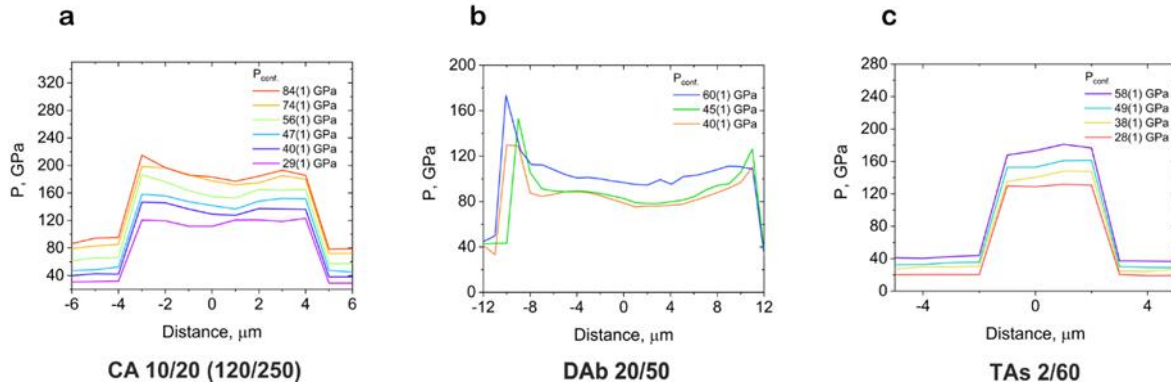 a
P, GPa
320
280
240
200
160
120
80
40
-6
-4
-2
0
2
4
6
P conf.
84(1) GPa
74(1) GPa
56(1) GPa
47(1) GPa
40(1) GPa
29(1) GPa
Distance, μm
CA 10/20 (120/250)
b
P, GPa
200
160
120
80
40
0
-12
-8
-4
0
4
8
12
P conf.
60(1) GPa
45(1) GPa
40(1) GPa
Distance, μm
DAb 20/50
c
P, GPa
280
240
200
160
120
80
40
0
-4
0
4
P conf.
58(1) GPa
49(1) GPa
38(1) GPa
28(1) GPa
Distance, μm
TAs 2/60